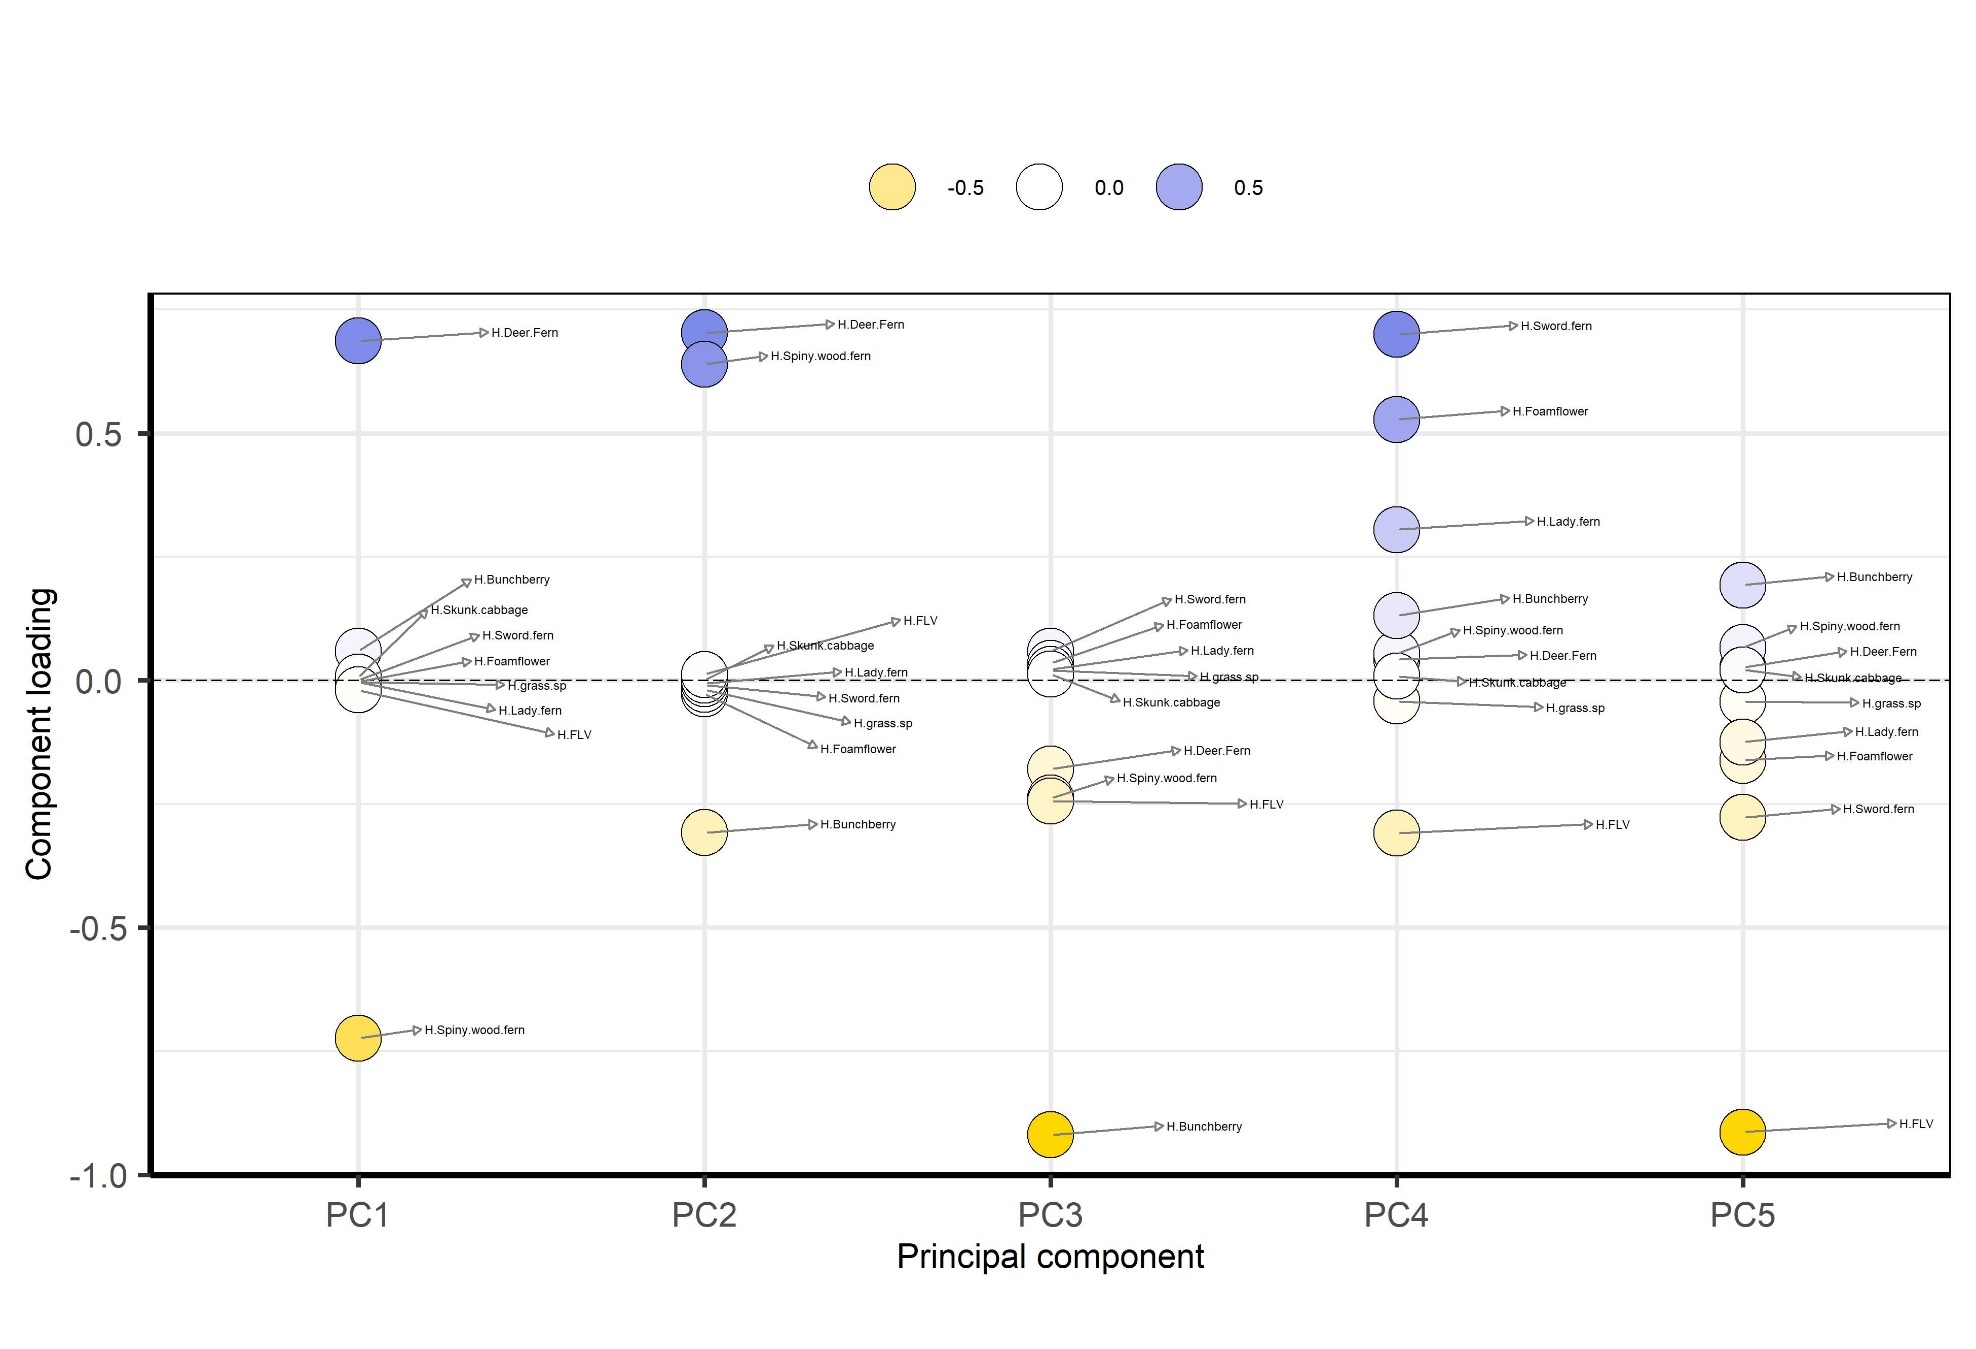 -0.5 0.0 0.5
Component loading
0.5
0.0
-0.5
-1.0
H.Deer.Fern
H.Bunchberry
H.Skunk.cabbage
H.Sword.fern
H.Foamflower
H.grass.sp
H.Lady.fern
H.FLV
H.Spiny.wood.fern
H.Deer.Fern
H.Spiny.wood.fern
H.FLV
H.Skunk.cabbage
H.Lady.fern
H.Sword.fern
H.grass.sp
H.Foamflower
H.Bunchberry
H.Sword.fern
H.Foamflower
H.Lady.fern
H.grass.sp
H.Skunk.cabbage
H.Deer.Fern
H.Spiny.wood.fern
H.FLV
H.Bunchberry
H.Sword.fern
H.Foamflower
H.Lady.fern
H.Bunchberry
H.Spiny.wood.fern
H.Deer.Fern
H.Skunk.cabbage
H.grass.sp
H.FLV
H.Bunchberry
H.Spiny.wood.fern
H.Deer.Fern
H.Skunk.cabbage
H.grass.sp
H.Lady.fern
H.Foamflower
H.Sword.fern
H.FLV
PC1 PC2 PC3 PC4 PC5
Principal component